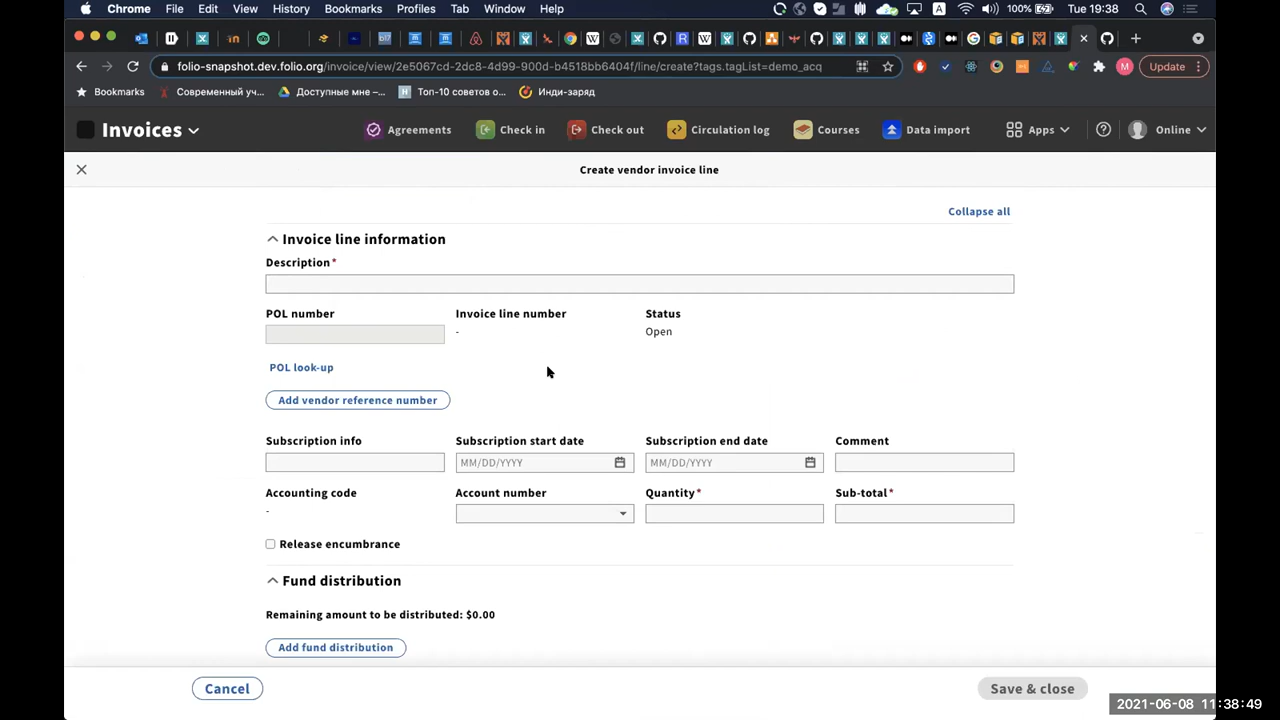 Chrome File Edit View History Bookmarks Profiles Tab Window Help A 100% Tue 19:38
folio-snapshot.dev.folio.org/invoice/view/2e5067cd-2dc8-4d99-900d-b4518bb6404f/line/create?tags.tagList=demo_acq M Update
Bookmarks Современный уч... Доступные мне –... Топ-10 советов о... Инди-заряд
Invoices Agreements Check in Check out Circulation log Courses Data import Apps Online
Create vendor invoice line
Collapse all
Invoice line information
Description*
POL number Invoice line number Status
- Open
POL look-up
Add vendor reference number
Subscription info Subscription start date Subscription end date Comment
MM/DD/YYYY MM/DD/YYYY
Accounting code Account number Quantity* Sub-total*
-
Release encumbrance
Fund distribution
Remaining amount to be distributed: $0.00
Add fund distribution
Cancel Save & close
2021-06-08 11:38:49